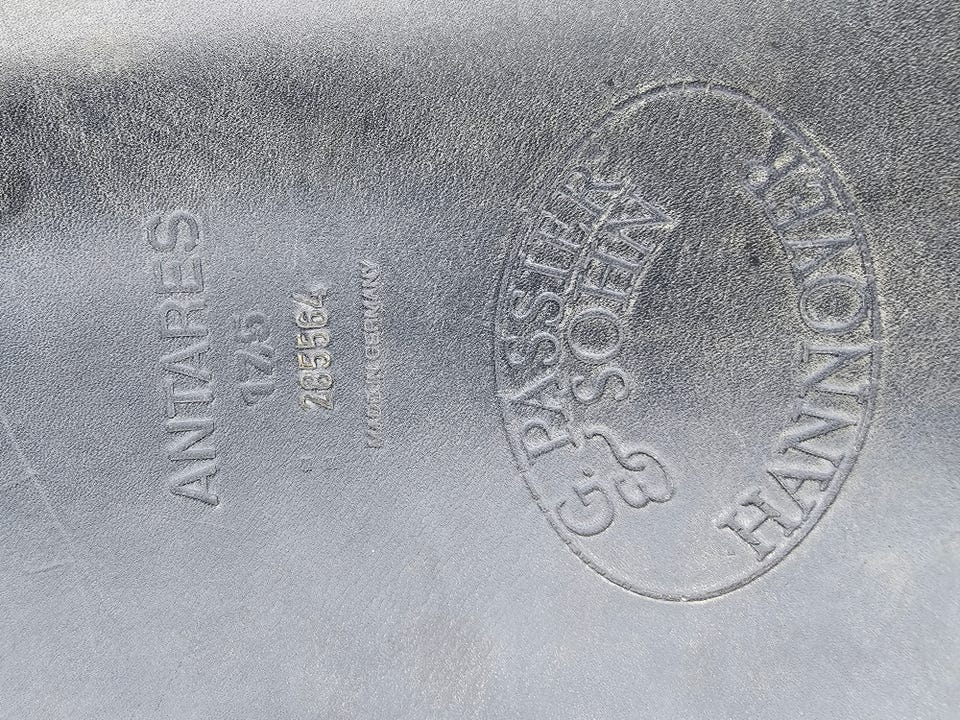 ANTARES
17,5
285564
MADE IN GERMANY
G. PASSIER
& SOHN
HANNOVER